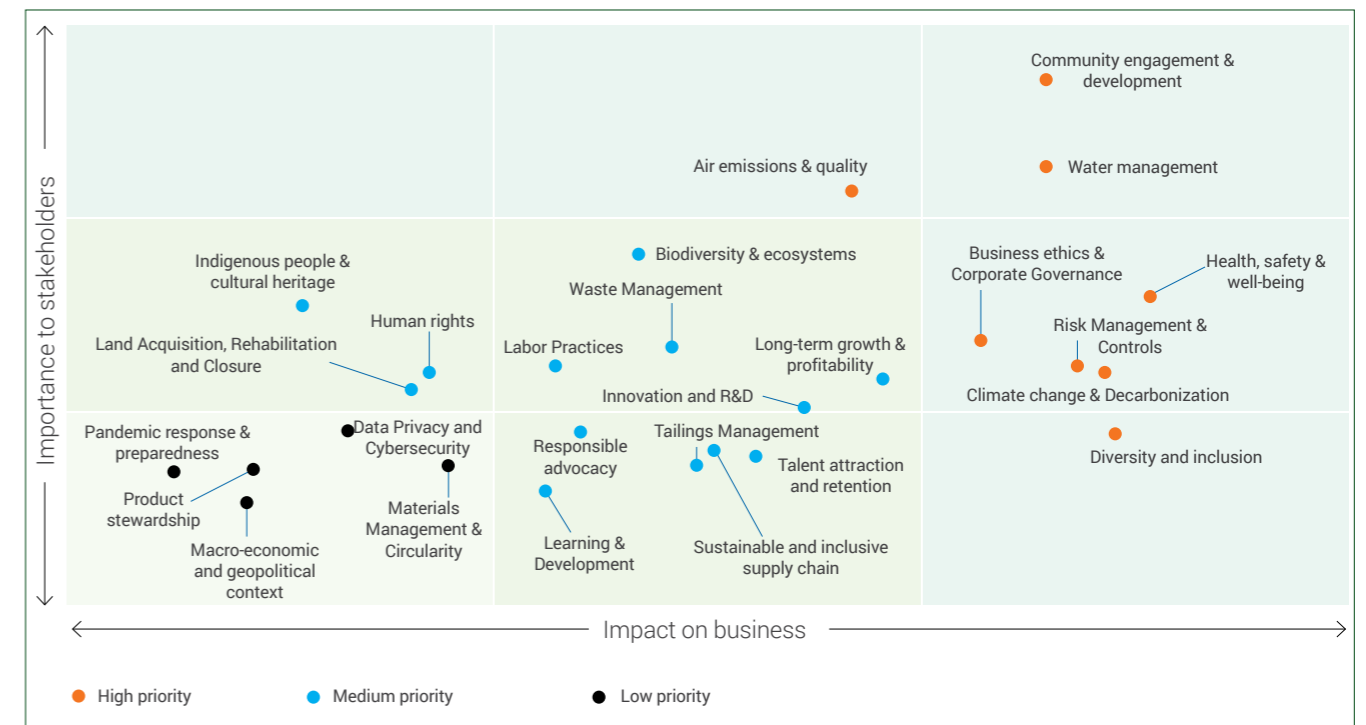 Importance to stakeholders
Community engagement &
development
Air emissions & quality
Water management
Indigenous people &
cultural heritage
Biodiversity & ecosystems
Business ethics &
Corporate Governance
Health, safety &
well-being
Waste Management
Human rights
Land Acquisition, Rehabilitation
and Closure
Labor Practices
Long-term growth &
profitability
Risk Management &
Controls
Innovation and R&D
Climate change & Decarbonization
Pandemic response &
preparedness
Data Privacy and
Cybersecurity
Responsible
advocacy
Tailings Management
Talent attraction
and retention
Diversity and inclusion
Product
stewardship
Materials
Management &
Circularity
Macro-economic
and geopolitical
context
Learning &
Development
Sustainable and inclusive
supply chain
Impact on business
High priority
Medium priority
Low priority